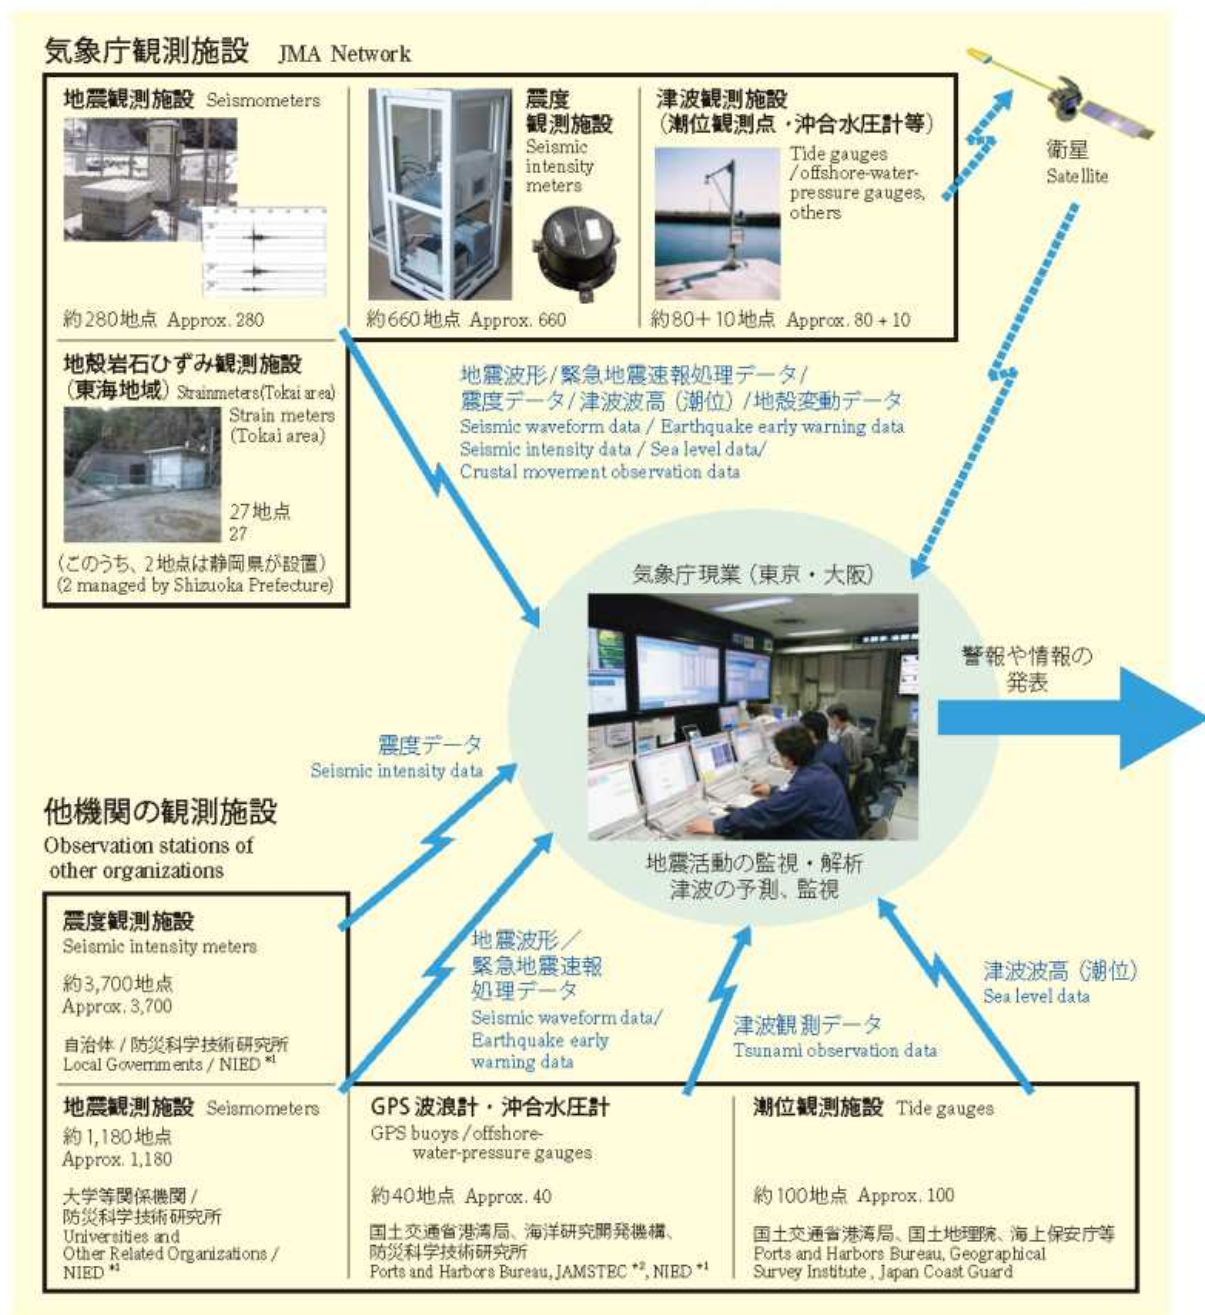 気象庁観測施設 JMA Network
地震観測施設 Seismometers
約280地点 Approx. 280
震度
観測施設
Seismic
intensity
meters
約660地点 Approx. 660
津波観測施設
(潮位観測点・沖合水圧計等)
Tide gauges
/offshore-water-
pressure gauges,
others
約80+10地点 Approx. 80 + 10
衛星
Satellite
地殻岩石ひずみ観測施設
(東海地域) Strainmeters(Tokai area)
Strain meters
(Tokai area)
27地点
27
(このうち、2地点は静岡県が設置)
(2 managed by Shizuoka Prefecture)
地震波形/緊急地震速報処理データ/
震度データ/津波波高(潮位)/地殻変動データ
Seismic waveform data / Earthquake early warning data
Seismic intensity data / Sea level data/
Crustal movement observation data
気象庁現業(東京・大阪)
地震活動の監視・解析
津波の予測、監視
警報や情報の
発表
震度データ
Seismic intensity data
他機関の観測施設
Observation stations of
other organizations
震度観測施設
Seismic intensity meters
約3,700地点
Approx. 3,700
自治体 / 防災科学技術研究所
Local Governments / NIED *1
地震波形/
緊急地震速報
処理データ
Seismic waveform data/
Earthquake early
warning data
津波観測データ
Tsunami observation data
津波波高(潮位)
Sea level data
地震観測施設 Seismometers
約1,180地点
Approx. 1,180
大学等関係機関 /
防災科学技術研究所
Universities and
Other Related Organizations /
NIED *1
GPS 波浪計・沖合水圧計
GPS buoys /offshore-
water-pressure gauges
約40地点 Approx. 40
国土交通省港湾局、海洋研究開発機構、
防災科学技術研究所
Ports and Harbors Bureau, JAMSTEC *2, NIED *1
潮位観測施設 Tide gauges
約100地点 Approx. 100
国土交通省港湾局、国土地理院、海上保安庁等
Ports and Harbors Bureau, Geographical
Survey Institute , Japan Coast Guard